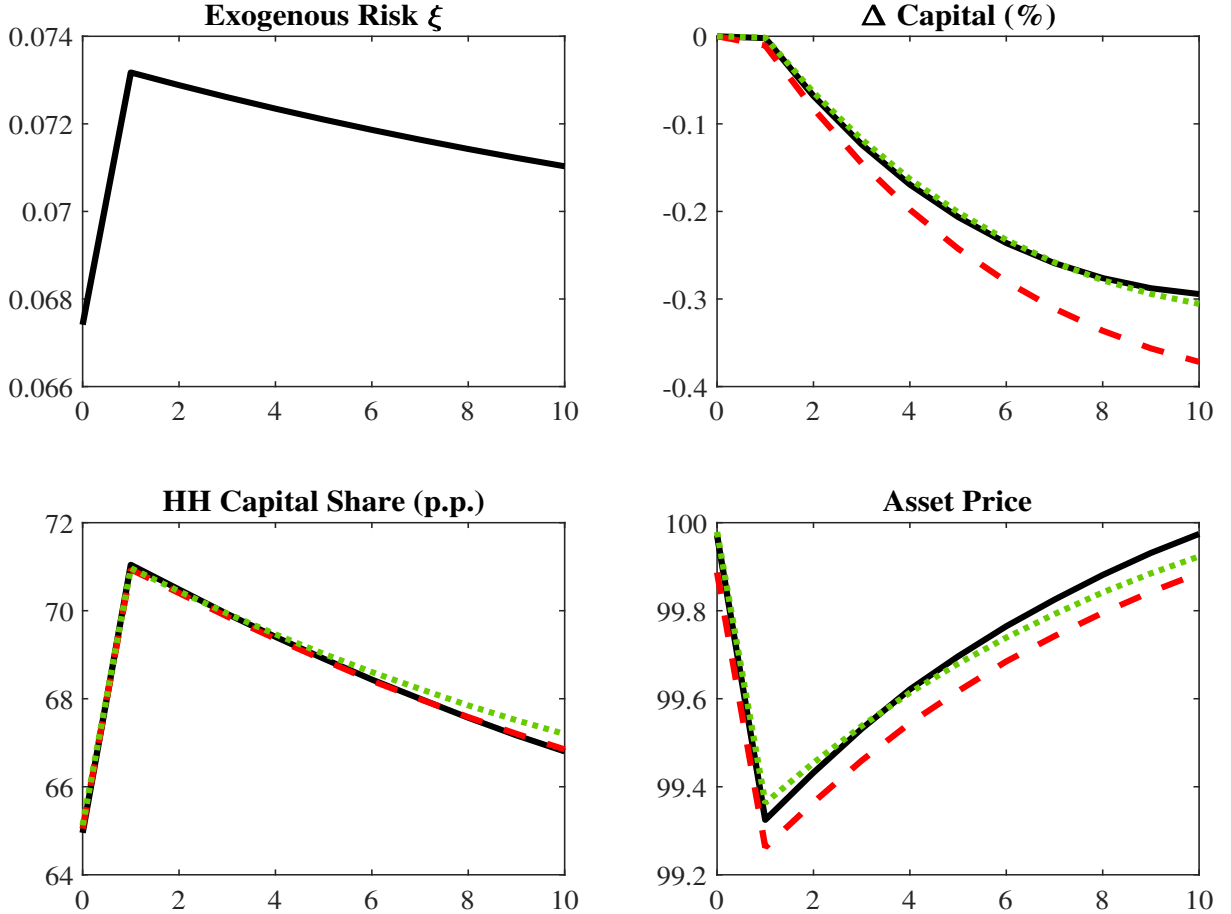 Exogenous Risk ξ
0.074
0.072
0.07
0.068
0.066
0 2 4 6 8 10
Δ Capital (%)
0
-0.1
-0.2
-0.3
-0.4
0 2 4 6 8 10
HH Capital Share (p.p.)
72
70
68
66
64
0 2 4 6 8 10
Asset Price
100
99.8
99.6
99.4
99.2
0 2 4 6 8 10